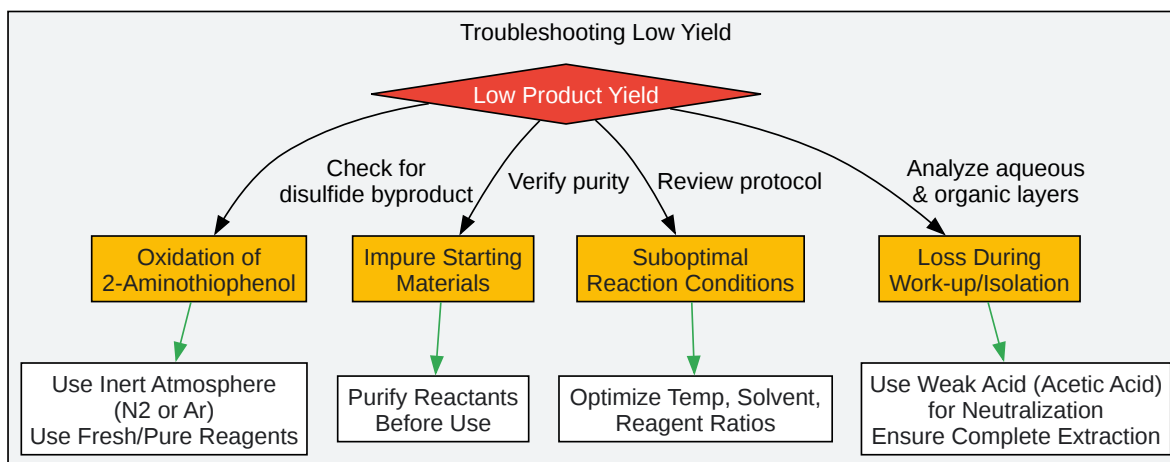 Troubleshooting Low Yield
Low Product Yield
Check for
disulfide byproduct
Verify purity
Review protocol
Analyze aqueous
& organic layers
Oxidation of
2-Aminothiophenol
Impure Starting
Materials
Suboptimal
Reaction Conditions
Loss During
Work-up/Isolation
Use Inert Atmosphere
(N2 or Ar)
Use Fresh/Pure Reagents
Purify Reactants
Before Use
Optimize Temp, Solvent,
Reagent Ratios
Use Weak Acid (Acetic Acid)
for Neutralization
Ensure Complete Extraction